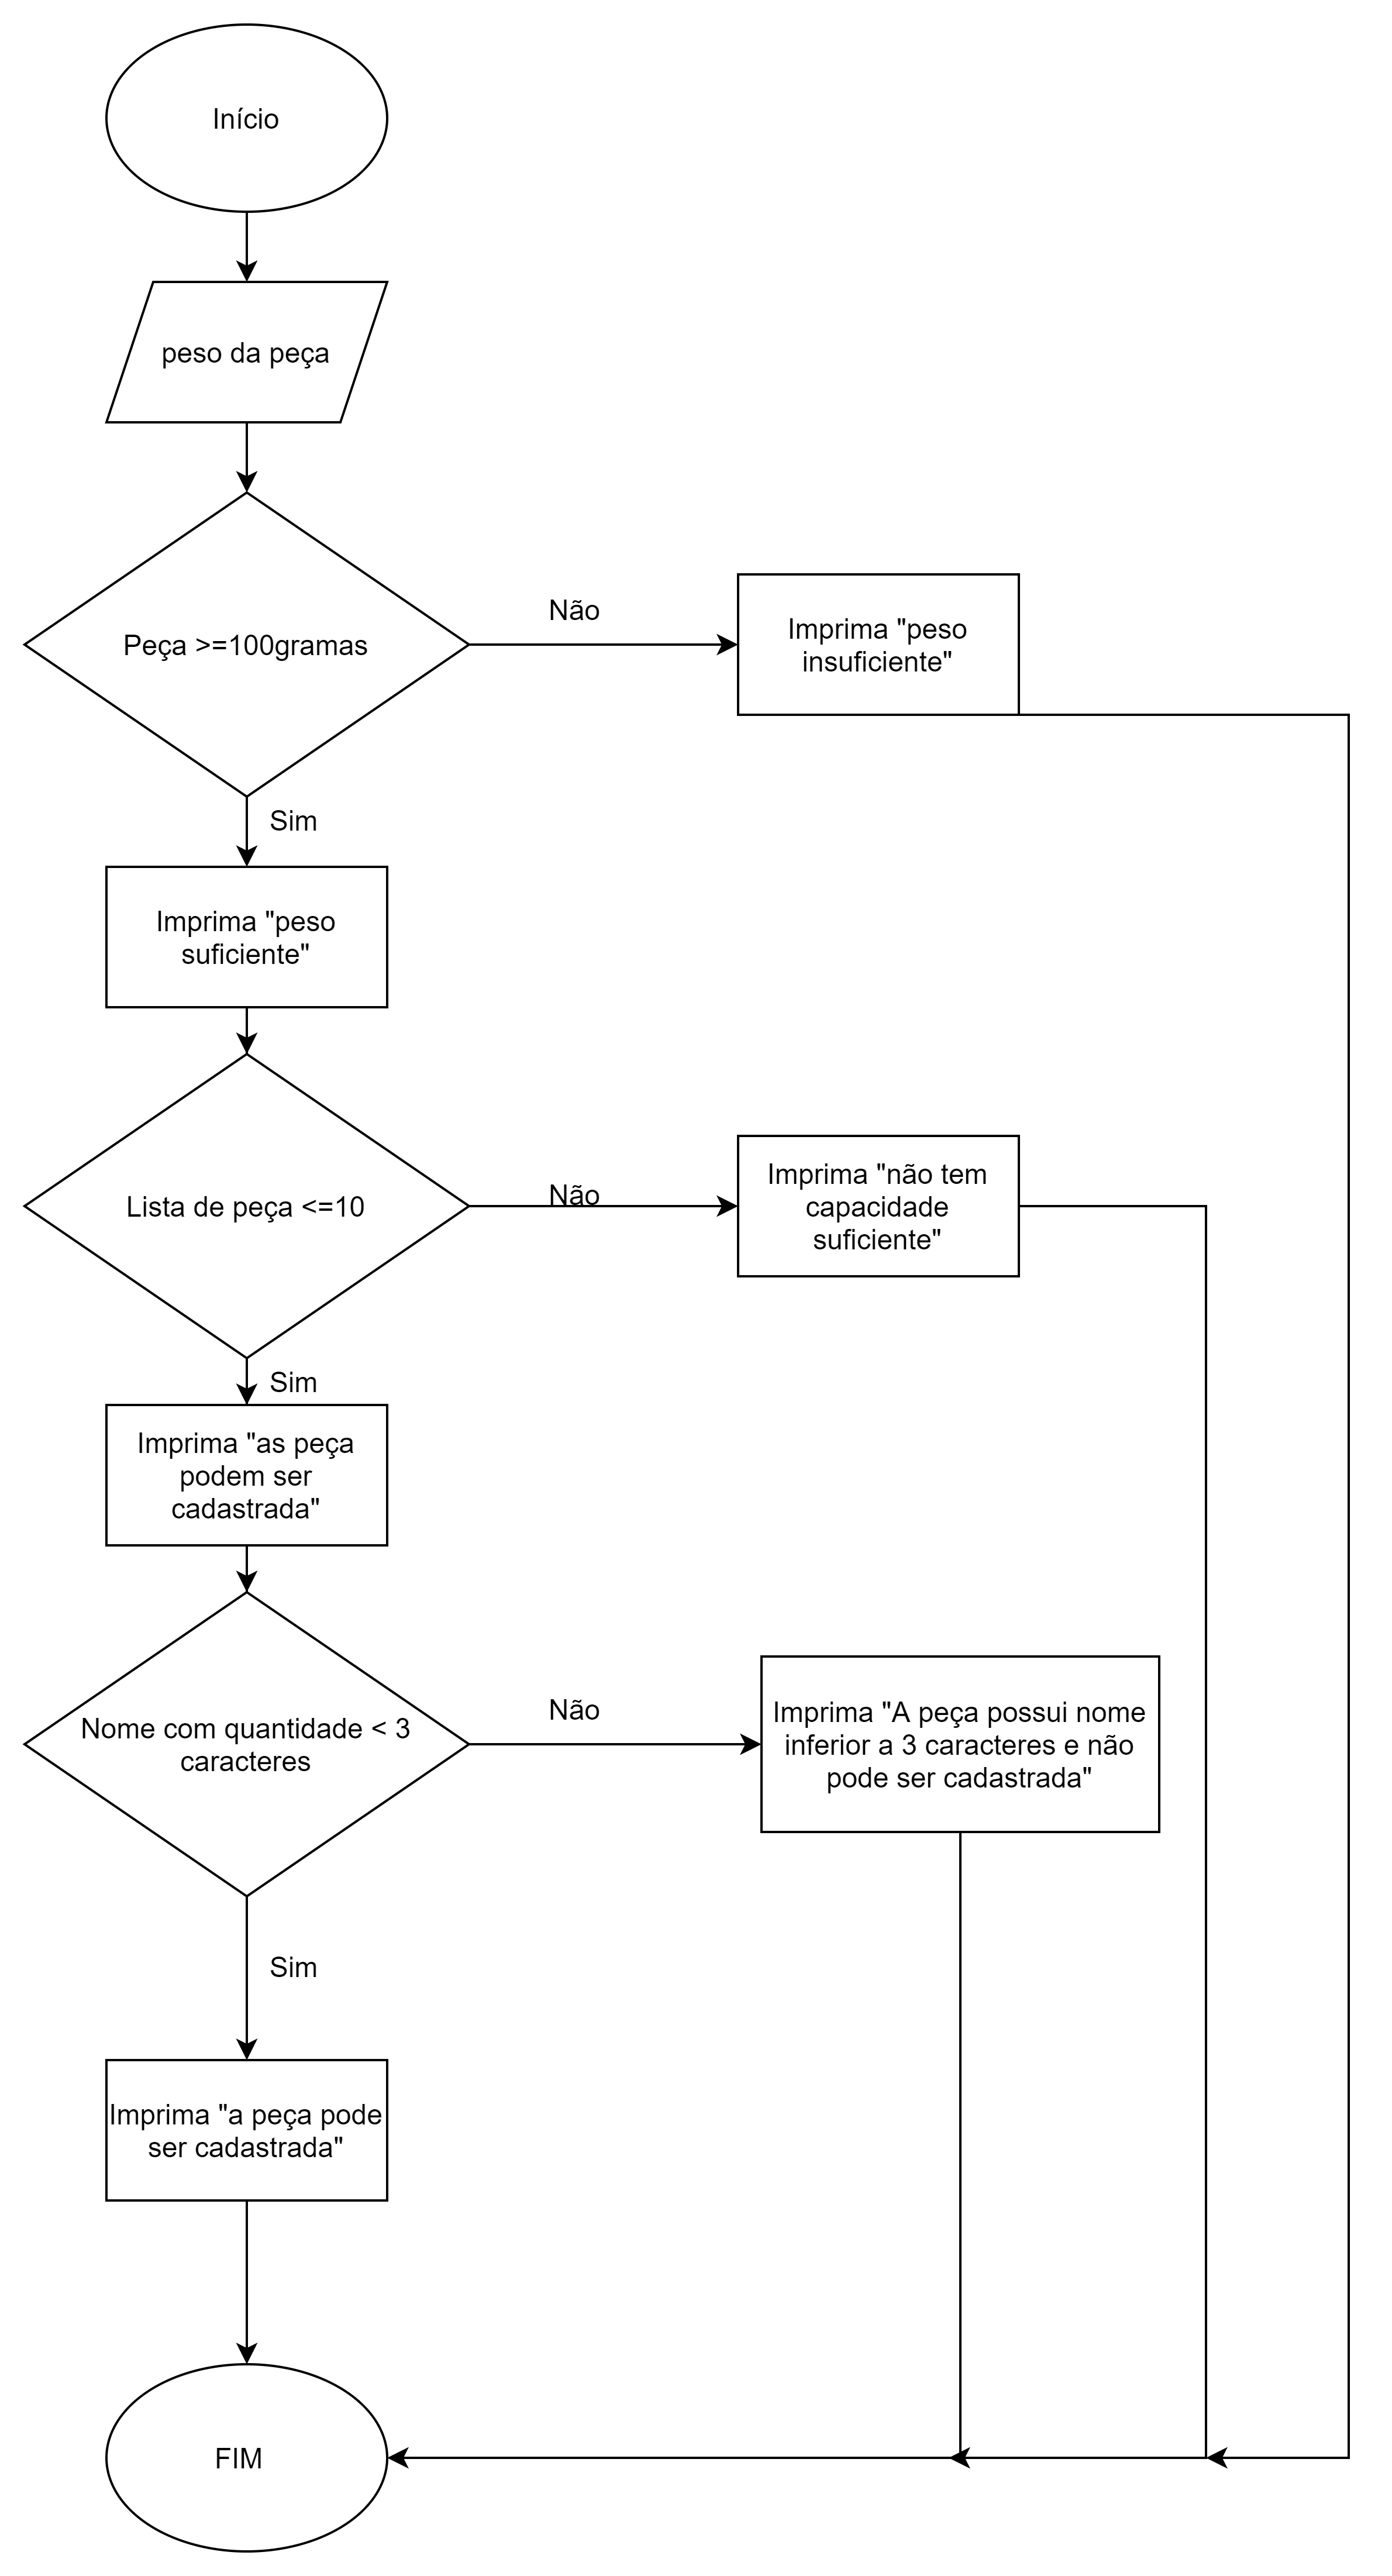 Início
peso da peça
Peça >=100gramas
Não
Imprima "peso
insuficiente"
Sim
Imprima "peso
suficiente"
Lista de peça <=10
Não
Imprima "não tem
capacidade
suficiente"
Sim
Imprima "as peça
podem ser
cadastrada"
Nome com quantidade < 3
caracteres
Não
Imprima "A peça possui nome
inferior a 3 caracteres e não
pode ser cadastrada"
Sim
Imprima "a peça pode
ser cadastrada"
FIM